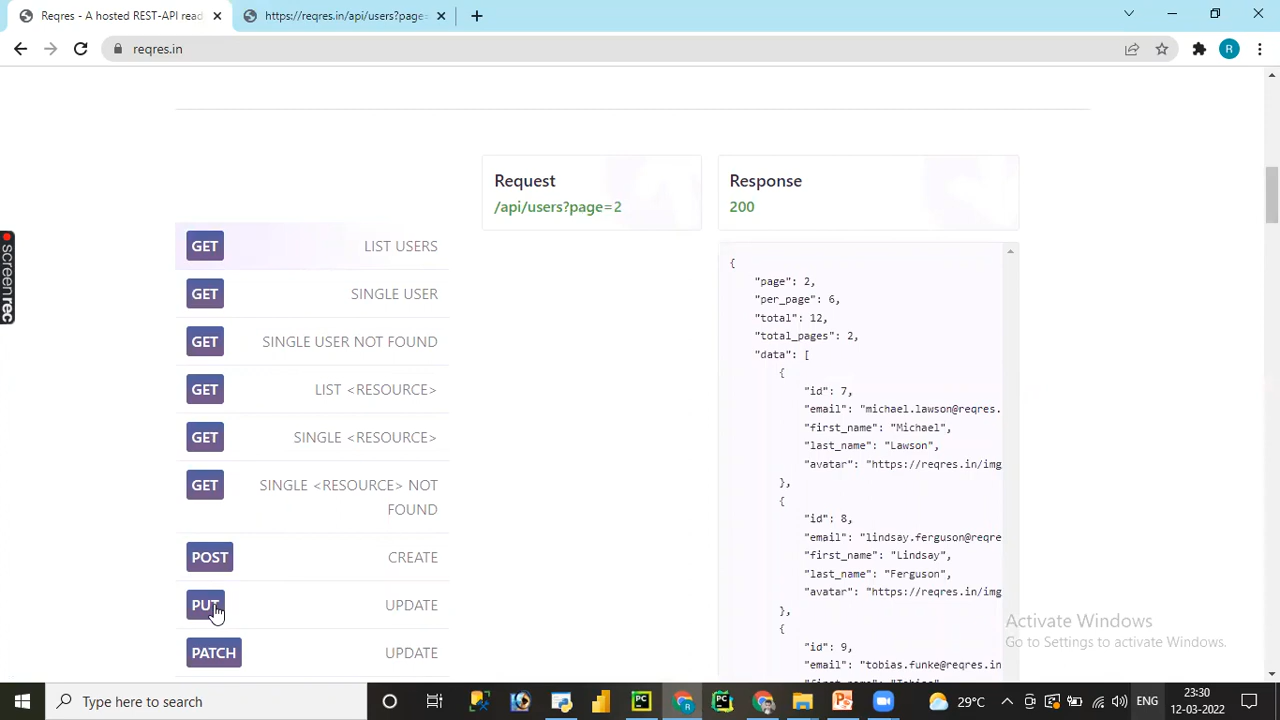 Reqres - A hosted REST-API read
https://reqres.in/api/users?page=
reqres.in
R
Request
/api/users?page=2
Response
200
GET LIST USERS
GET SINGLE USER
GET SINGLE USER NOT FOUND
GET LIST <RESOURCE>
GET SINGLE <RESOURCE>
GET SINGLE <RESOURCE> NOT
FOUND
POST CREATE
PUT UPDATE
PATCH UPDATE
{
"page": 2,
"per_page": 6,
"total": 12,
"total_pages": 2,
"data": [
{
"id": 7,
"email": "michael.lawson@reqres.
"first_name": "Michael",
"last_name": "Lawson",
"avatar": "https://reqres.in/img
},
{
"id": 8,
"email": "lindsay.ferguson@reqre
"first_name": "Lindsay",
"last_name": "Ferguson",
"avatar": "https://reqres.in/img
},
{
"id": 9,
"email": "tobias.funke@reqres.in
screenrec
Activate Windows
Go to Settings to activate Windows.
Type here to search
PC
29°C
ENG
23:30
12-03-2022